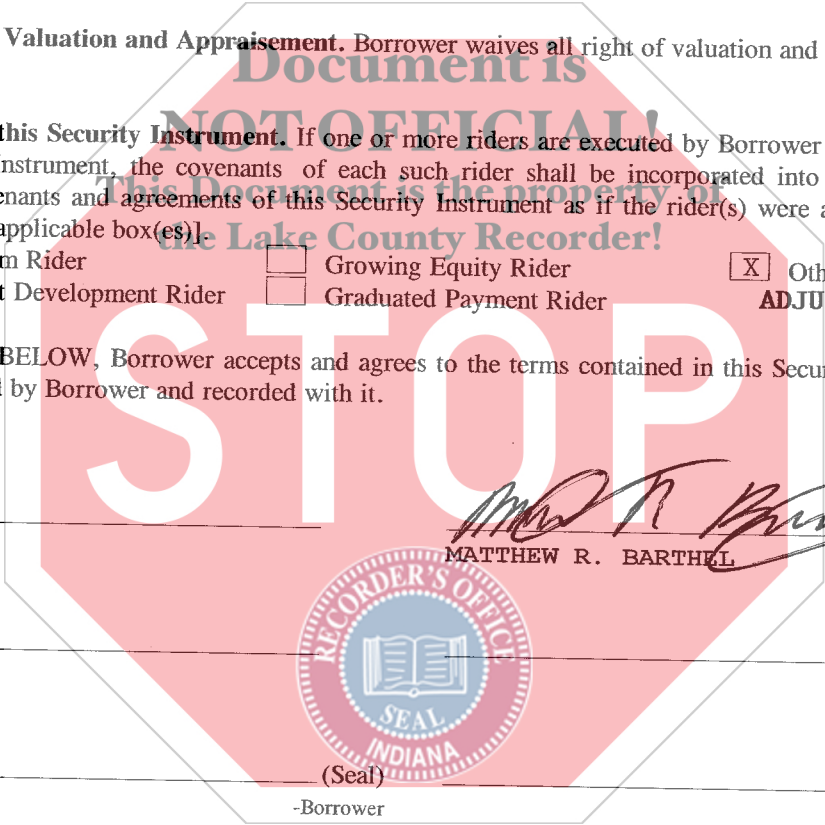 Valuation and Appraisement. Borrower waives all right of valuation and
Document is
NOT OFFICIAL!
this Security Instrument. If one or more riders are executed by Borrower
nstrument, the covenants of each such rider shall be incorporated into
This Document is the property of
enants and agreements of this Security Instrument as if the rider(s) were a
applicable box(es)].
the Lake County Recorder!
m Rider Growing Equity Rider X Oth
t Development Rider Graduated Payment Rider ADJU
STOP
BELOW, Borrower accepts and agrees to the terms contained in this Secur
by Borrower and recorded with it.
MATTHEW R. BARTHEL
RECORDER'S OFFICE
SEAL
INDIANA
(Seal)
-Borrower